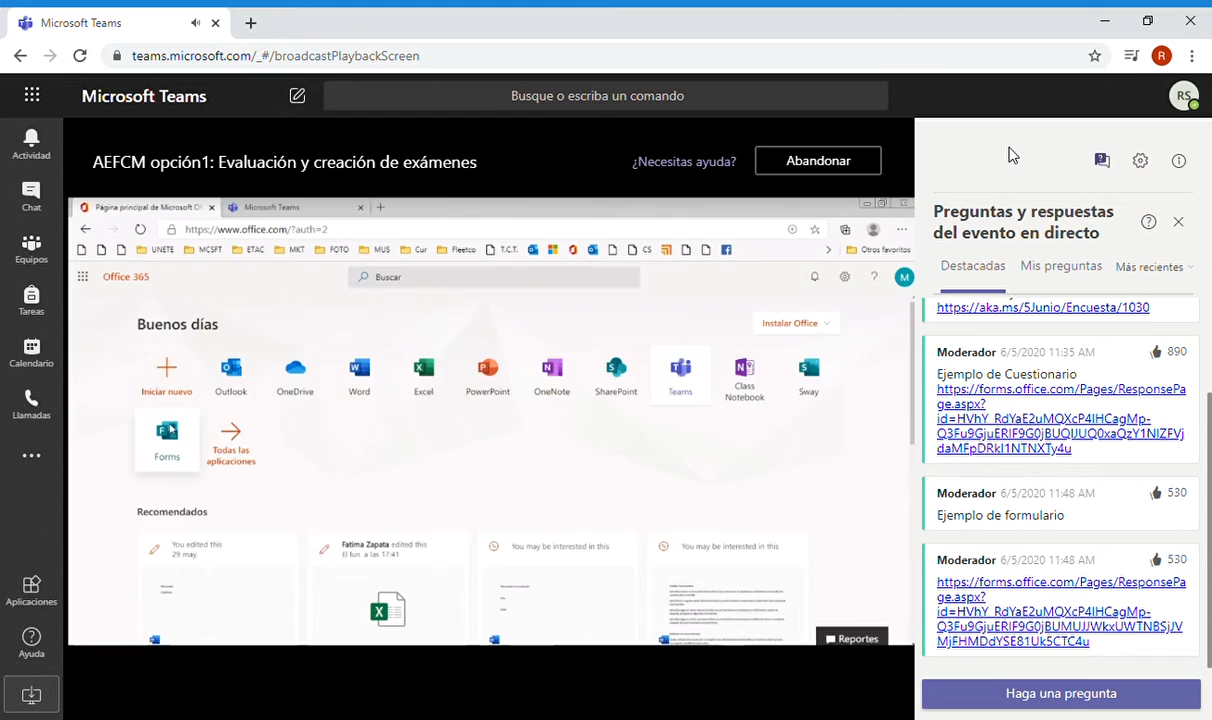 Microsoft Teams
teams.microsoft.com/_#/broadcastPlaybackScreen
R
Microsoft Teams
Busque o escriba un comando
RS
Actividad
Chat
Equipos
Tareas
Calendario
Llamadas
Aplicaciones
Ayuda
AEFCM opción1: Evaluación y creación de exámenes
¿Necesitas ayuda?
Abandonar
Página principal de Microsoft Of
Microsoft Teams
https://www.office.com/?auth=2
UNETE
MCSFT
ETAC
MKT
FOTO
MUS
Cur
Fleetco
T.C.T.
CS
Otros favoritos
Office 365
Buscar
M
Buenos días
Instalar Office
Iniciar nuevo
Outlook
OneDrive
Word
Excel
PowerPoint
OneNote
SharePoint
Teams
Class Notebook
Sway
Forms
Todas las aplicaciones
Recomendados
You edited this
29 may.
Fatima Zapata edited this
El lun. a las 17:41
You may be interested in this
You may be interested in this
Reportes
Preguntas y respuestas
del evento en directo
Destacadas
Mis preguntas
Más recientes
https://aka.ms/5Junio/Encuesta/1030
Moderador 6/5/2020 11:35 AM 890
Ejemplo de Cuestionario
https://forms.office.com/Pages/ResponsePa
ge.aspx?
id=HVhY_RdYaE2uMQXcP4IHCagMp-
Q3Fu9GjuERIF9G0jBUQlJUQ0xaQzY1NlZFVj
daMFpDRkI1NTNXTy4u
Moderador 6/5/2020 11:48 AM 530
Ejemplo de formulario
Moderador 6/5/2020 11:48 AM 530
https://forms.office.com/Pages/ResponsePa
ge.aspx?
id=HVhY_RdYaE2uMQXcP4IHCagMp-
Q3Fu9GjuERIF9G0jBUMUJJWkxUWTNBSjJV
MjFHMDdYSE81Uk5CTC4u
Haga una pregunta